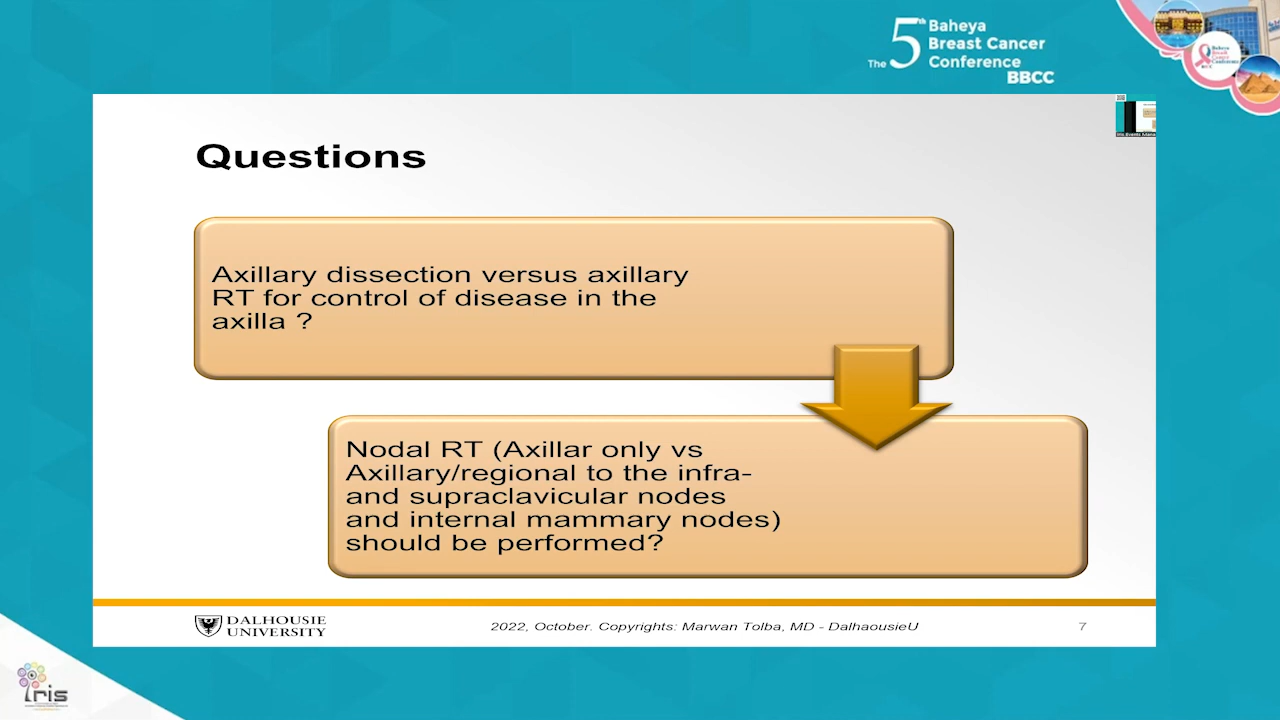 The 5th Baheya
Breast Cancer
Conference
BBCC
Questions
Axillary dissection versus axillary
RT for control of disease in the
axilla ?
Nodal RT (Axillar only vs
Axillary/regional to the infra-
and supraclavicular nodes
and internal mammary nodes)
should be performed?
DALHOUSIE
UNIVERSITY
2022, October. Copyrights: Marwan Tolba, MD - DalhaousieU
7
Iris